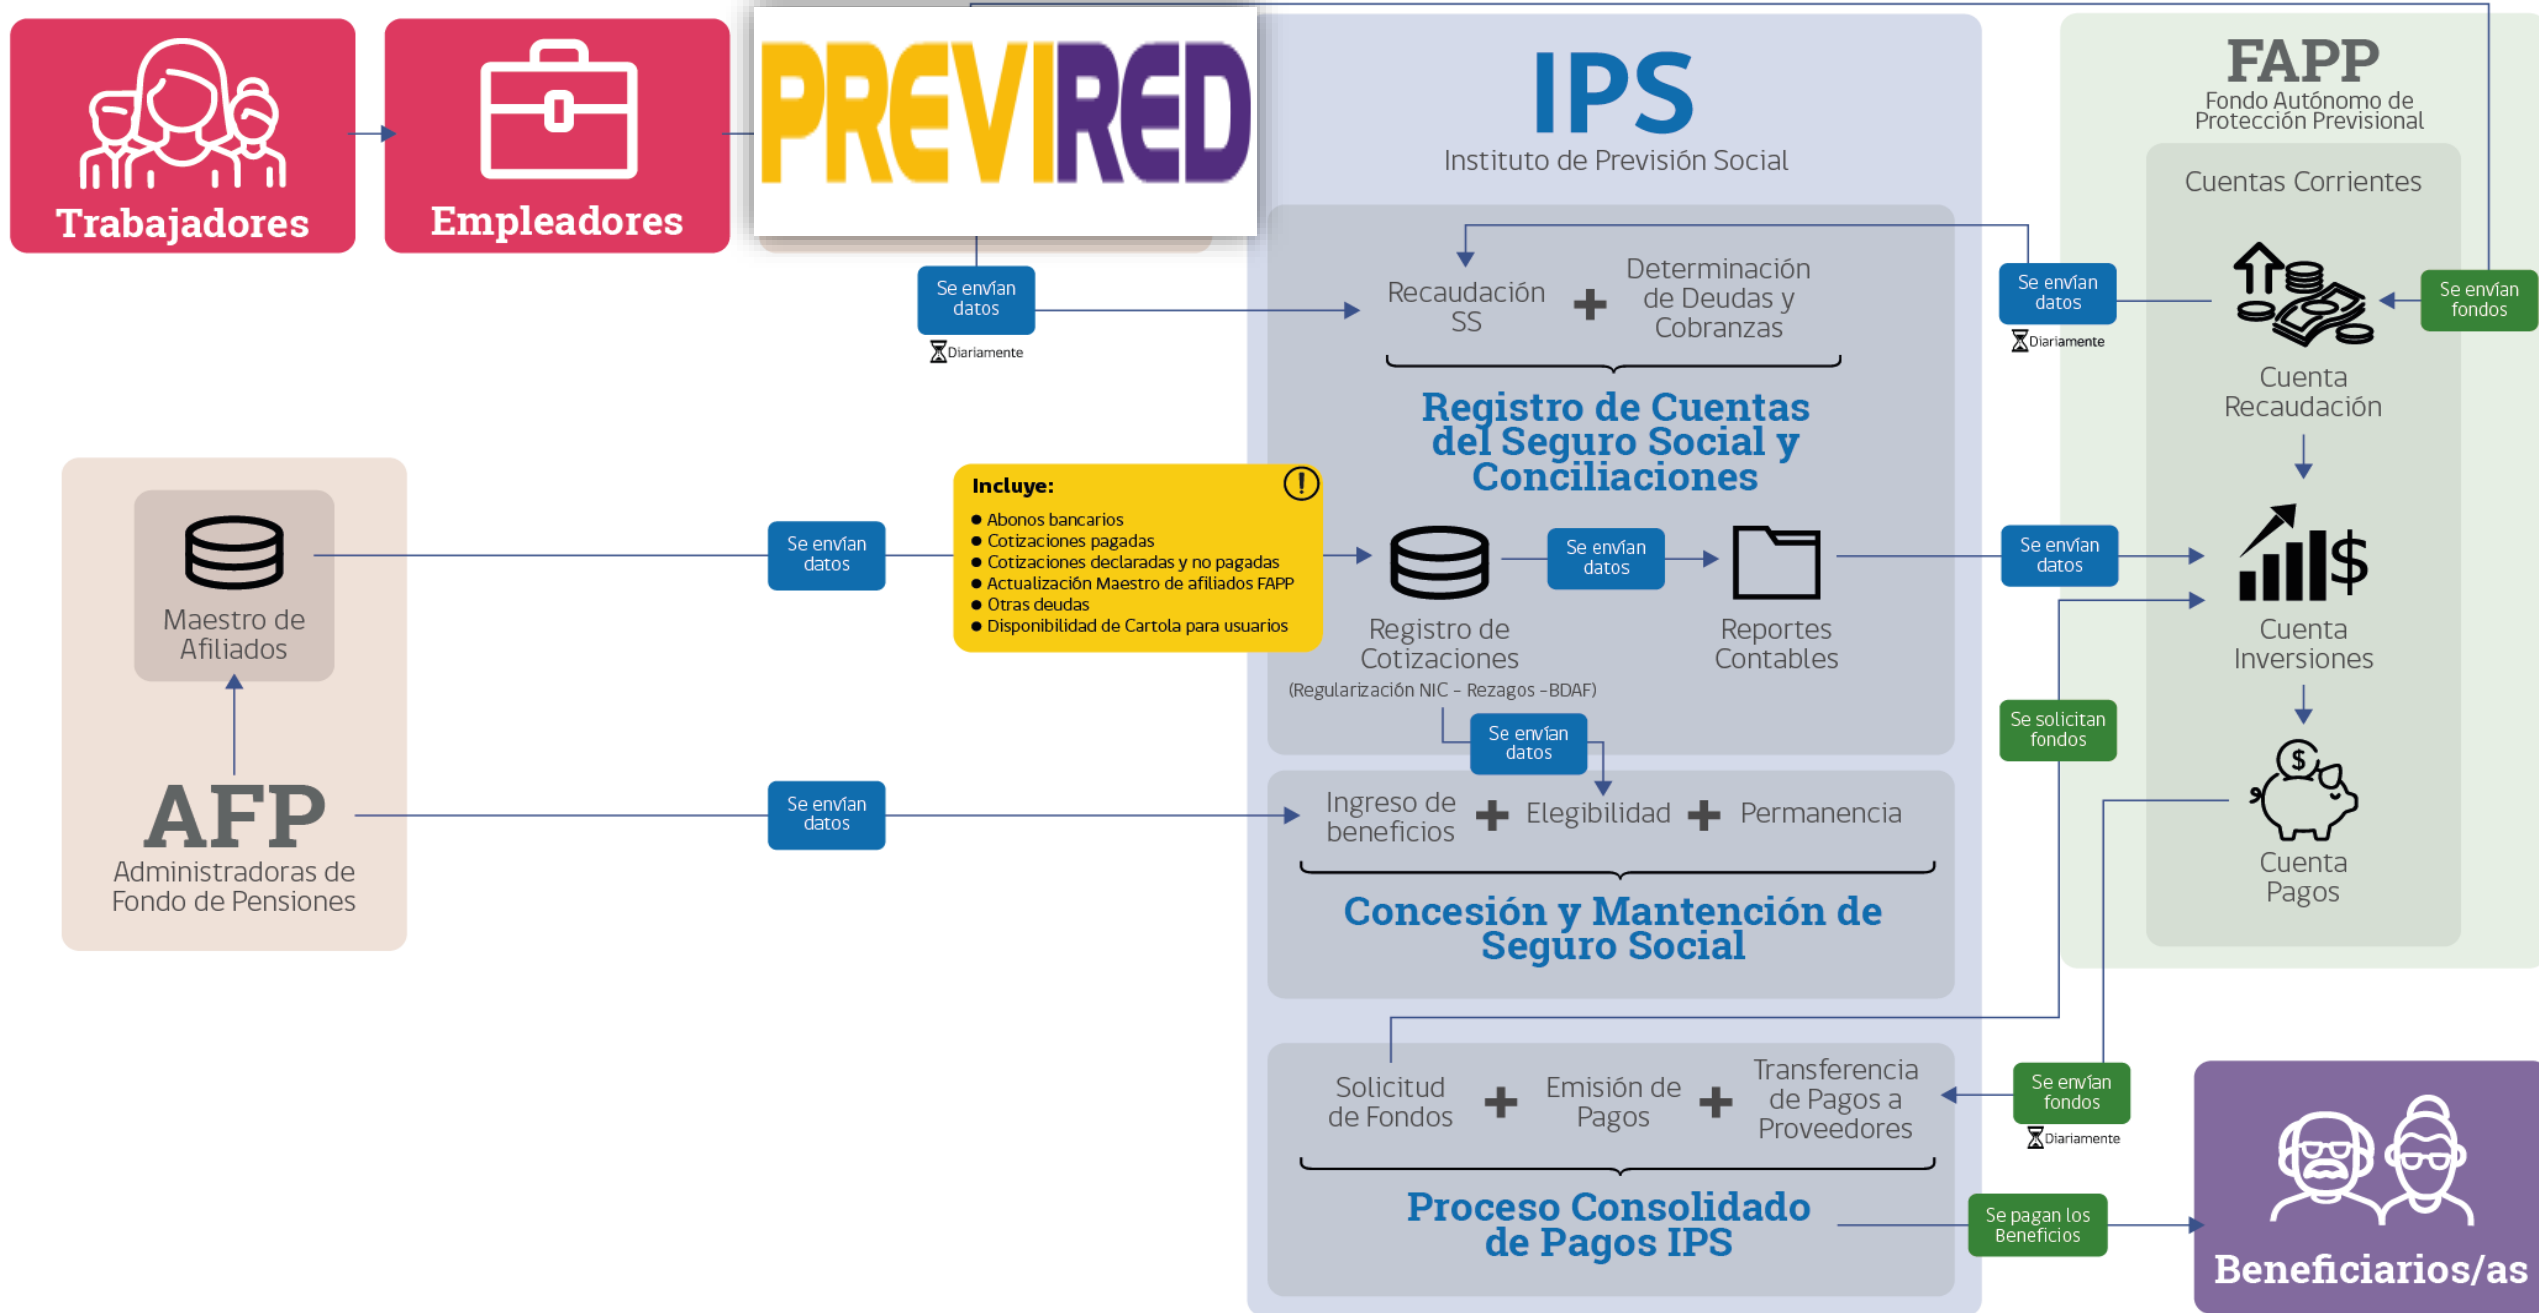 Trabajadores
Empleadores
PREVIRED
Se envían
datos
Diariamente
IPS
Instituto de Previsión Social
Recaudación
SS
Determinación
de Deudas y
Cobranzas
Registro de Cuentas
del Seguro Social y
Conciliaciones
Se envían
datos
Diariamente
FAPP
Fondo Autónomo de
Protección Previsional
Cuentas Corrientes
Se envían
fondos
Cuenta
Recaudación
Maestro de
Afiliados
AFP
Administradoras de
Fondo de Pensiones
Se envían
datos
Incluye:
● Abonos bancarios
● Cotizaciones pagadas
● Cotizaciones declaradas y no pagadas
● Actualización Maestro de afiliados FAPP
● Otras deudas
● Disponibilidad de Cartola para usuarios
Registro de
Cotizaciones
(Regularización NIC - Rezagos -BDAF)
Se envían
datos
Reportes
Contables
Se envían
datos
$
Cuenta
Inversiones
Se envían
datos
Se solicitan
fondos
Se envían
datos
Ingreso de
beneficios
Elegibilidad
Permanencia
Concesión y Mantención de
Seguro Social
$
Cuenta
Pagos
Solicitud
de Fondos
Emisión de
Pagos
Transferencia
de Pagos a
Proveedores
Proceso Consolidado
de Pagos IPS
Se envían
fondos
Diariamente
Se pagan los
Beneficios
Beneficiarios/as